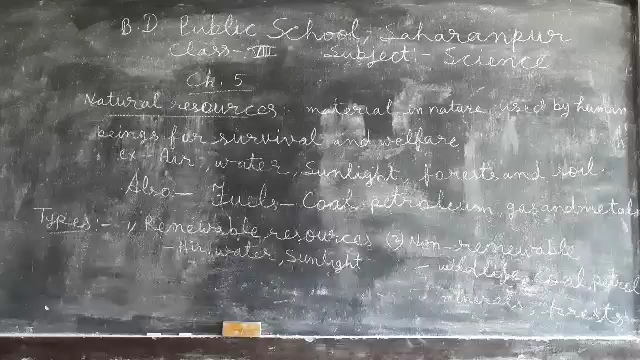 B.D. Public School, Saharanpur
Class-VIII Subject:- Science
Ch. 5
Natural resources: material in nature used by human
beings for survival and welfare
ex- Air, water, Sunlight, forests and soil.
Also:- Fuels- Coal, petroleum, gas and metals
Types:- 1, Renewable resources (2) Non-renewable
- Air, water, Sunlight - Wildlife, Coal, petrol
minerals, forests